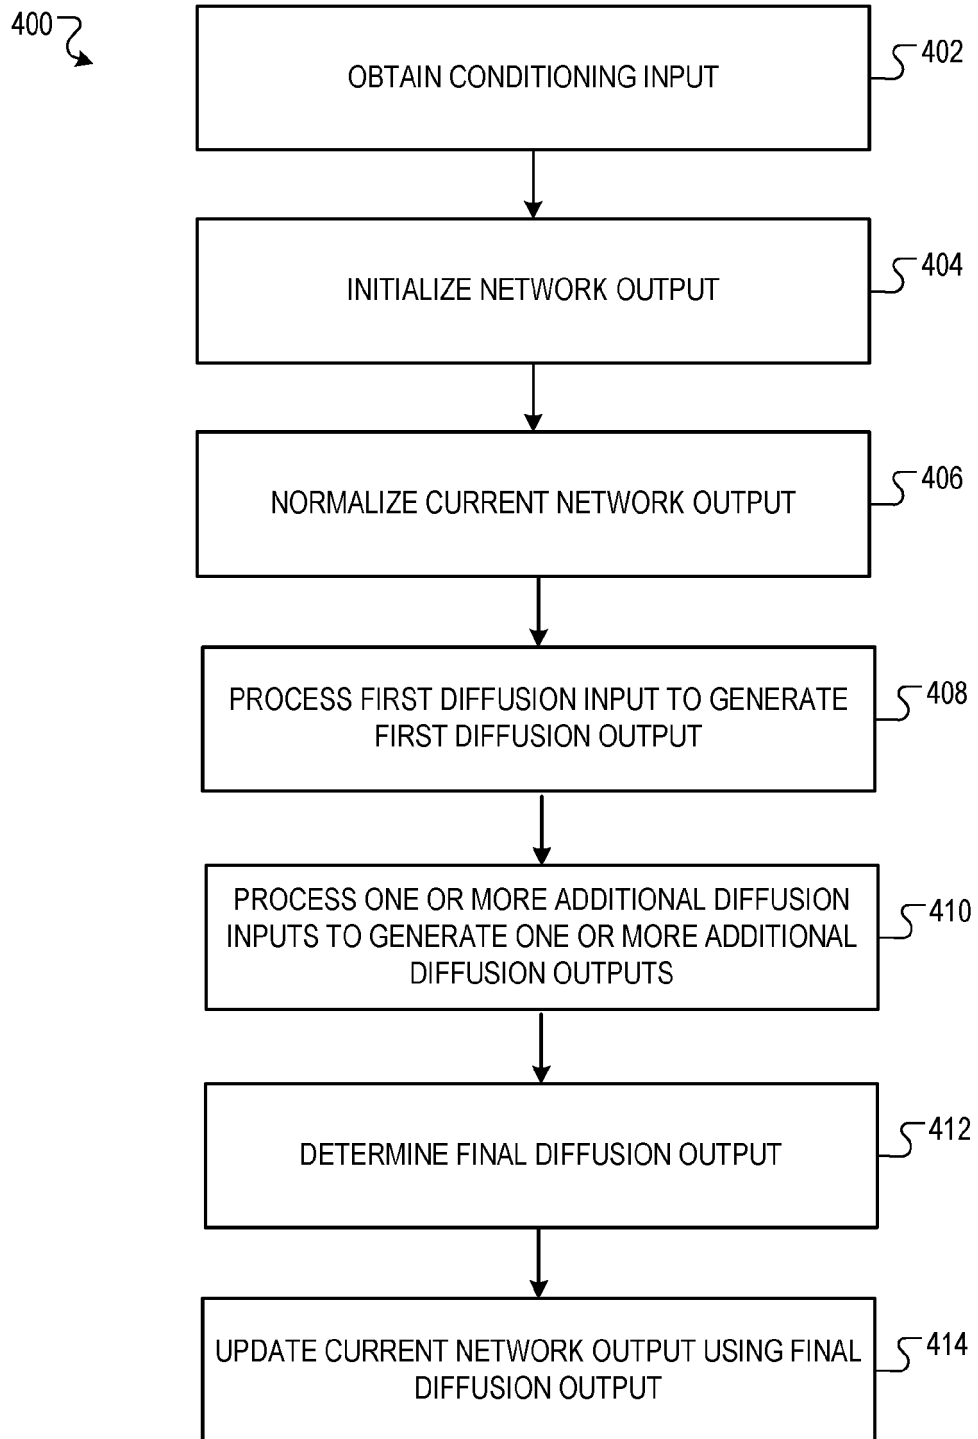 400
OBTAIN CONDITIONING INPUT
402
INITIALIZE NETWORK OUTPUT
404
NORMALIZE CURRENT NETWORK OUTPUT
406
PROCESS FIRST DIFFUSION INPUT TO GENERATE
FIRST DIFFUSION OUTPUT
408
PROCESS ONE OR MORE ADDITIONAL DIFFUSION
INPUTS TO GENERATE ONE OR MORE ADDITIONAL
DIFFUSION OUTPUTS
410
DETERMINE FINAL DIFFUSION OUTPUT
412
UPDATE CURRENT NETWORK OUTPUT USING FINAL
DIFFUSION OUTPUT
414